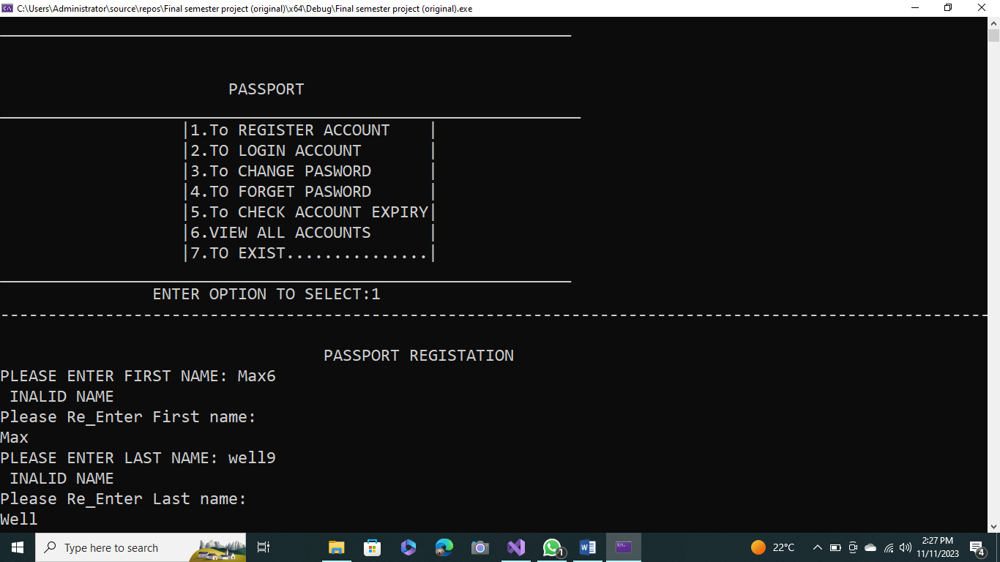 C:\Users\Administrator\source\repos\Final semester project (original)\x64\Debug\Final semester project (original).exe
PASSPORT
|1.To REGISTER ACCOUNT    |
|2.TO LOGIN ACCOUNT       |
|3.To CHANGE PASWORD      |
|4.TO FORGET PASWORD      |
|5.To CHECK ACCOUNT EXPIRY|
|6.VIEW ALL ACCOUNTS      |
|7.TO EXIST...............|
ENTER OPTION TO SELECT:1
PASSPORT REGISTATION
PLEASE ENTER FIRST NAME: Max6
INALID NAME
Please Re_Enter First name:
Max
PLEASE ENTER LAST NAME: well9
INALID NAME
Please Re_Enter Last name:
Well
Type here to search
1
22°C
2:27 PM
11/11/2023
4